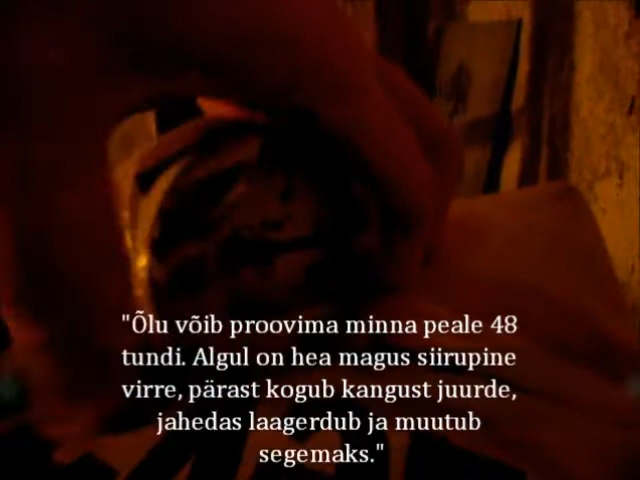 "Õlu võib proovima minna peale 48
tundi. Algul on hea magus siirupine
virre, pärast kogub kangust juurde,
jahedas laagerdub ja muutub
segemaks."